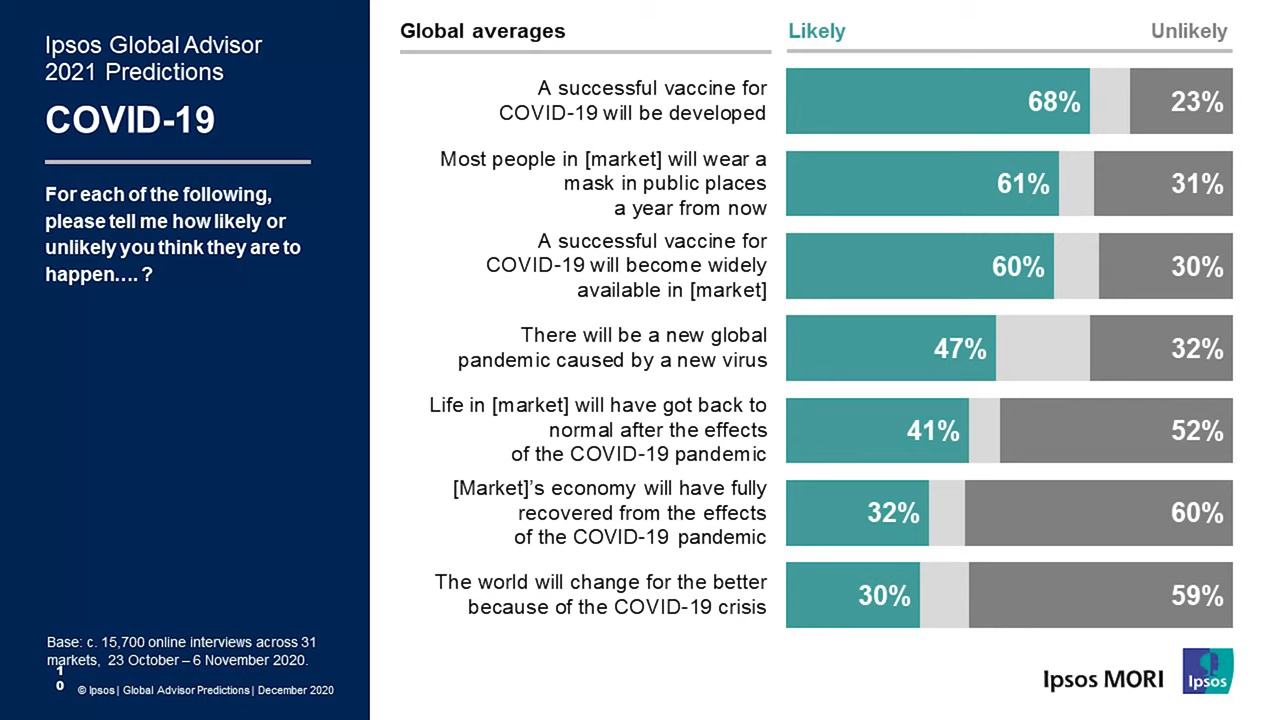 Ipsos Global Advisor
2021 Predictions
COVID-19
For each of the following,
please tell me how likely or
unlikely you think they are to
happen…. ?
Base: c. 15,700 online interviews across 31
markets,  23 October – 6 November 2020.
1
0
© Ipsos | Global Advisor Predictions | December 2020
Global averages
Likely
Unlikely
A successful vaccine for
COVID-19 will be developed
68%
23%
Most people in [market] will wear a
mask in public places
a year from now
61%
31%
A successful vaccine for
COVID-19 will become widely
available in [market]
60%
30%
There will be a new global
pandemic caused by a new virus
47%
32%
Life in [market] will have got back to
normal after the effects
of the COVID-19 pandemic
41%
52%
[Market]’s economy will have fully
recovered from the effects
of the COVID-19 pandemic
32%
60%
The world will change for the better
because of the COVID-19 crisis
30%
59%
Ipsos MORI
Ipsos